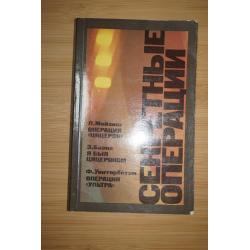 СЕКРЕТНЫЕ
ОПЕРАЦИИ
Л. Мойзиш
ОПЕРАЦИЯ
«ЦИЦЕРОН»
Э. Базна
Я БЫЛ
ЦИЦЕРОНОМ
Ф. Уинтерботэм
ОПЕРАЦИЯ
«УЛЬТРА»